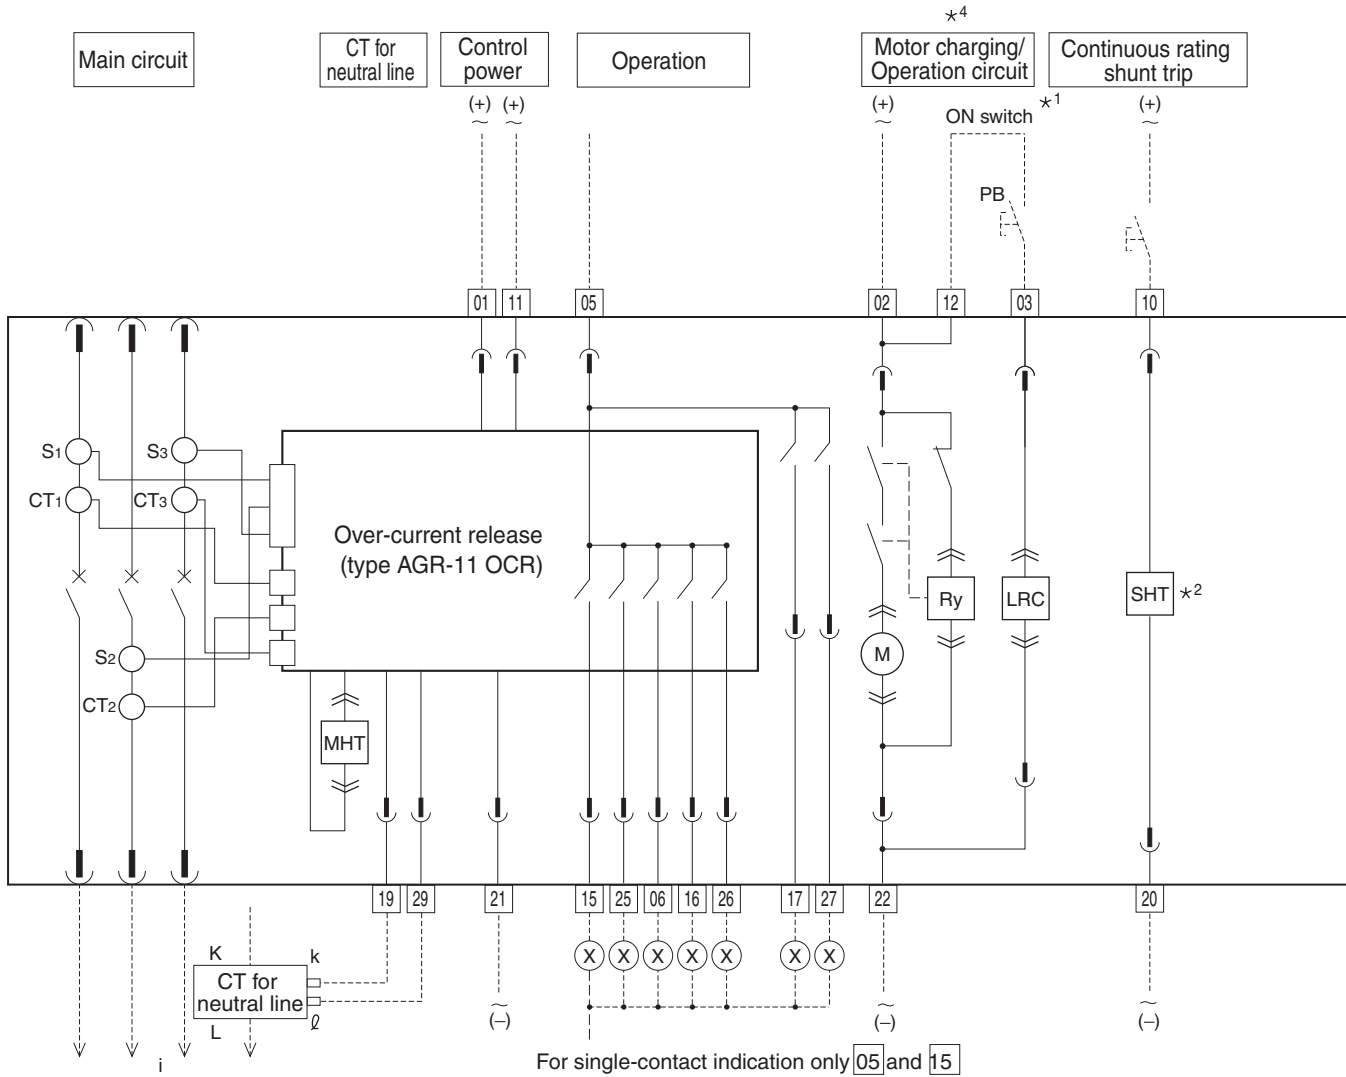 *4
Main circuit
CT for
neutral line
Control
power
Operation
Motor charging/
Operation circuit
Continuous rating
shunt trip
(+) (+) (+) (+)
~ ~ ~ ~
ON switch *1
PB
01 11 05 02 12 03 10
S1 S3
CT1 CT3
Over-current release
(type AGR-11 OCR)
Ry LRC SHT *2
S2 M
CT2
MHT
19 29 21 15 25 06 16 26 17 27 22 20
K k X X X X X X X
CT for
neutral line
L ℓ
~ ~ ~
(–) (–) (–)
i
For single-contact indication only 05 and 15